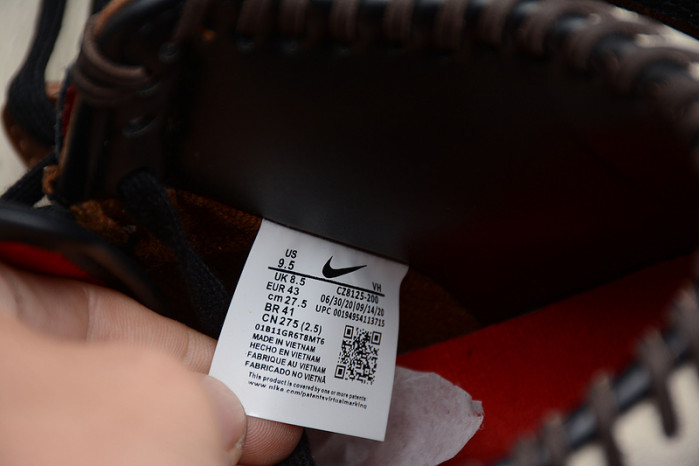 US
9.5
VH
UK 8.5
CZ8125-200
EUR 43
06/30/20|09/14/20
cm 27.5
UPC 00194954113715
BR 41
CN 275 (2.5)
01B11GR6T8MT6
MADE IN VIETNAM
HECHO EN VIETNAM
FABRIQUE AU VIETNAM
FABRICADO NO VIETNÃ
This product is covered by one or more patents:
www.nike.com/patentsvirtualmarking